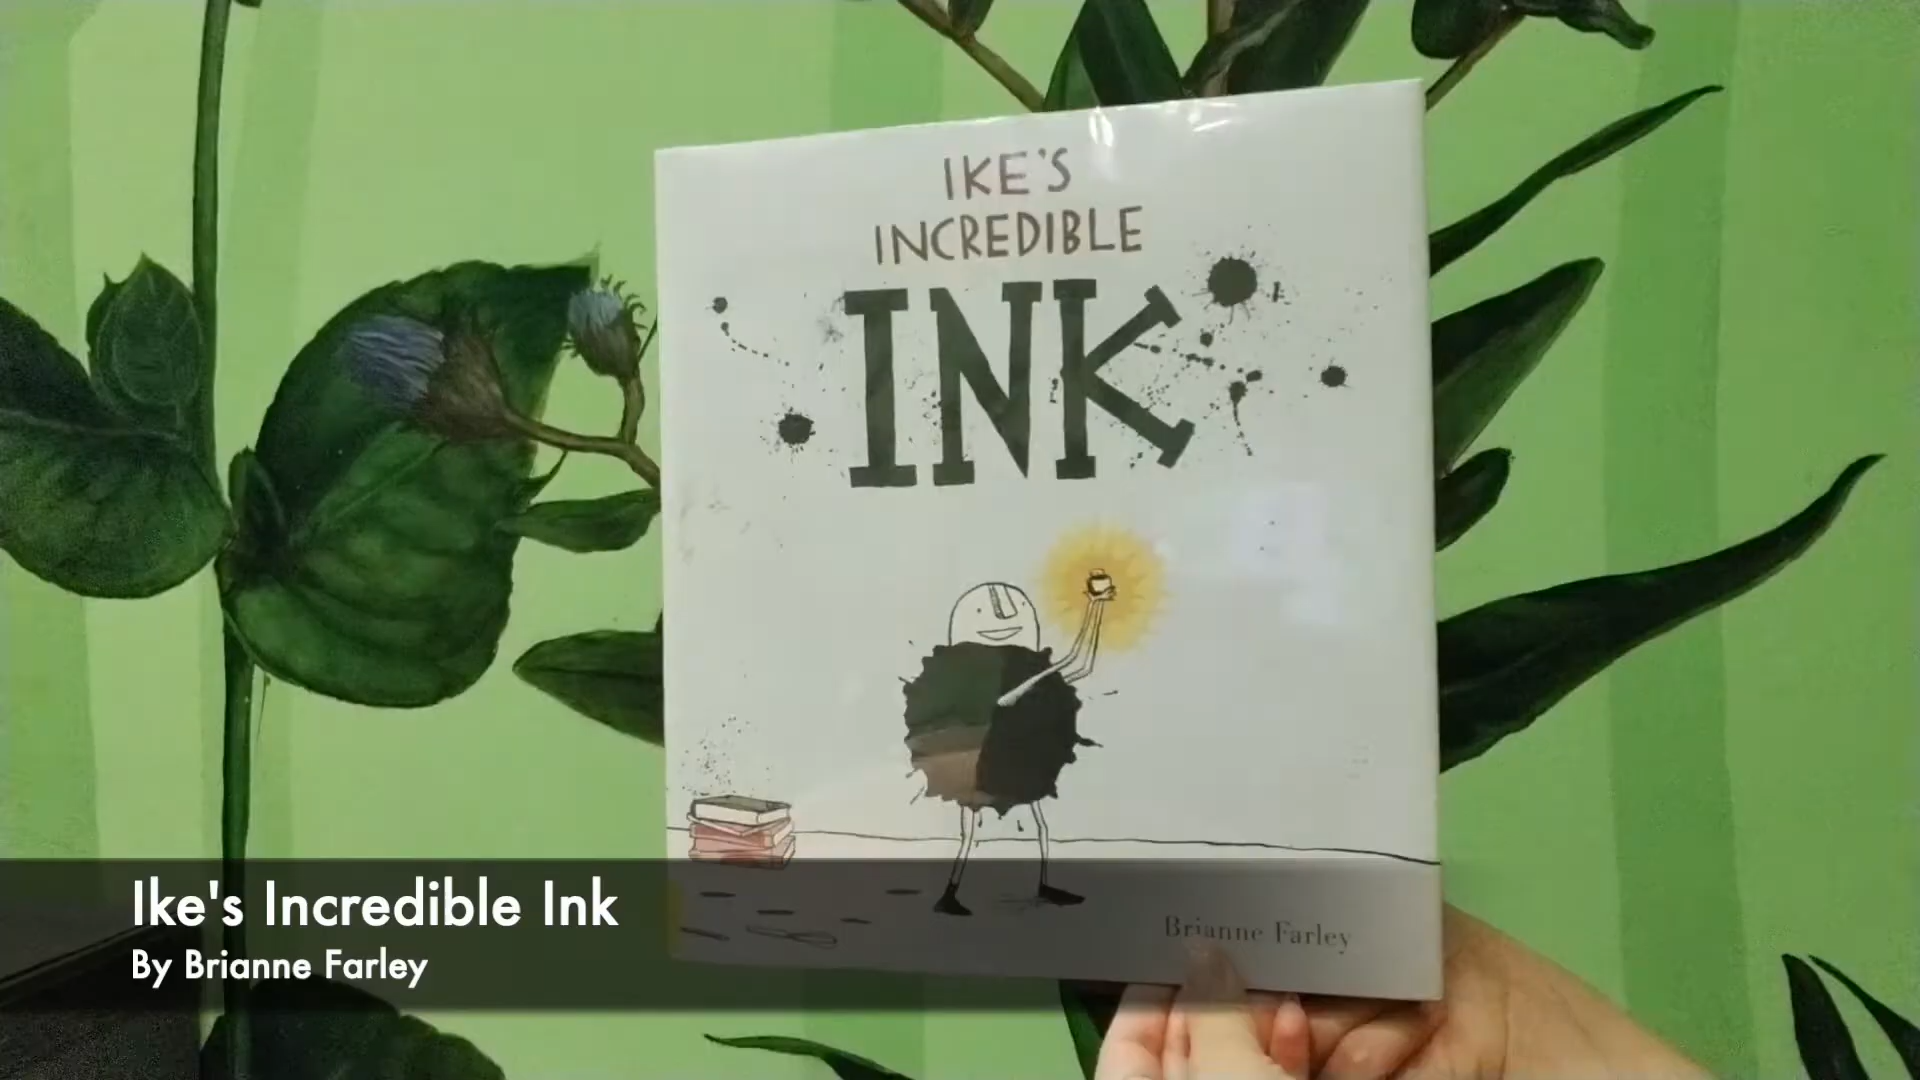 IKE'S
INCREDIBLE
INK
Brianne Farley
Ike's Incredible Ink
By Brianne Farley